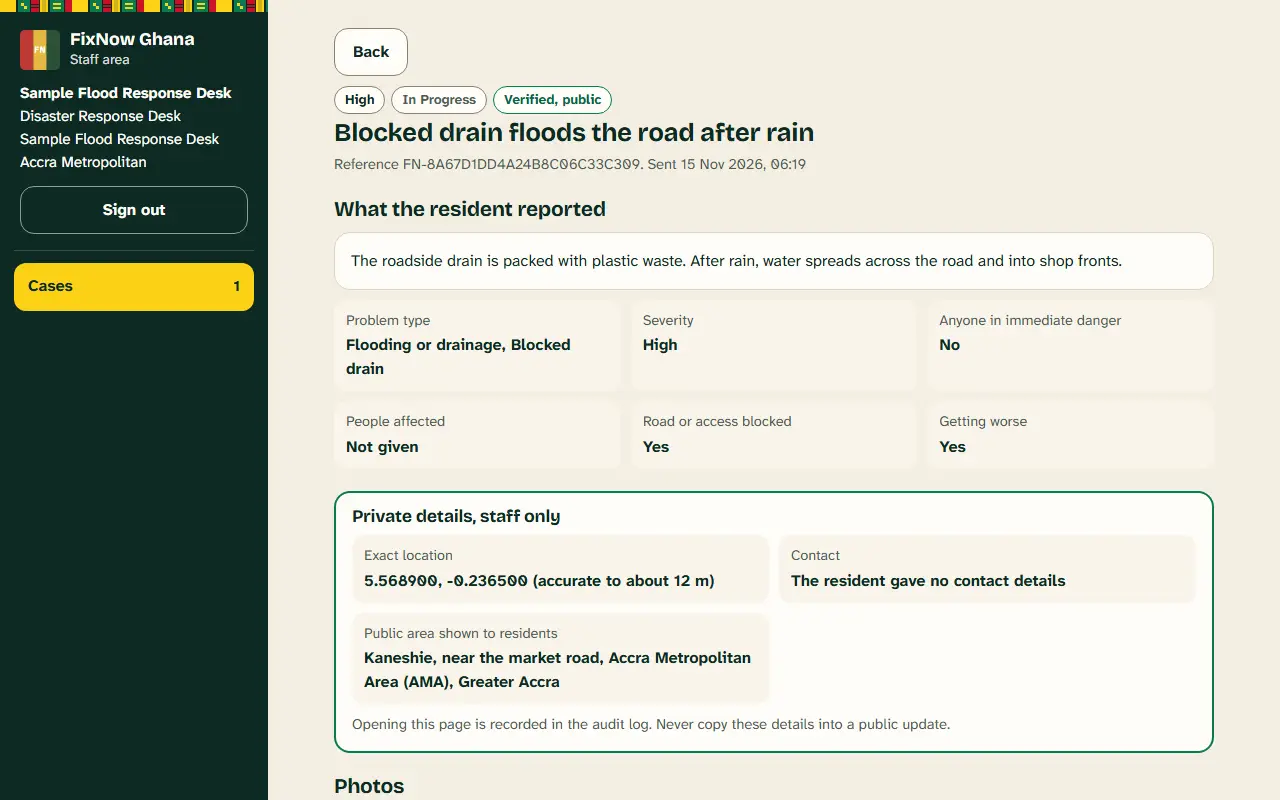 FN
FixNow Ghana
Staff area
Sample Flood Response Desk
Disaster Response Desk
Sample Flood Response Desk
Accra Metropolitan
Sign out
Cases 1
Back
High In Progress Verified, public
Blocked drain floods the road after rain
Reference FN-8A67D1DD4A24B8C06C33C309. Sent 15 Nov 2026, 06:19
What the resident reported
The roadside drain is packed with plastic waste. After rain, water spreads across the road and into shop fronts.
Problem type
Flooding or drainage, Blocked
drain
Severity
High
Anyone in immediate danger
No
People affected
Not given
Road or access blocked
Yes
Getting worse
Yes
Private details, staff only
Exact location
5.568900, -0.236500 (accurate to about 12 m)
Contact
The resident gave no contact details
Public area shown to residents
Kaneshie, near the market road, Accra Metropolitan
Area (AMA), Greater Accra
Opening this page is recorded in the audit log. Never copy these details into a public update.
Photos